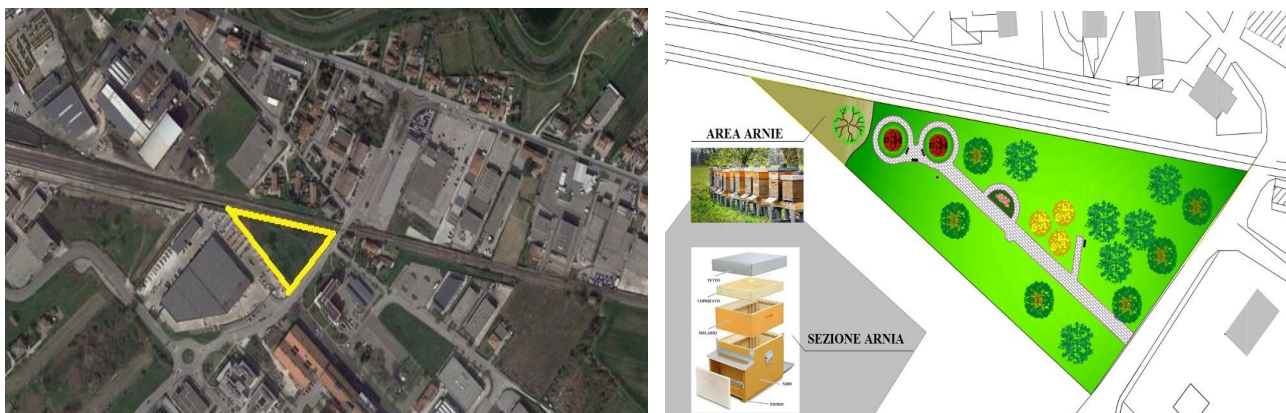 AREA ARNIE
TETTO
COPRIFAVO
MELARIO
SEZIONE ARNIA
NIDO
FONDO